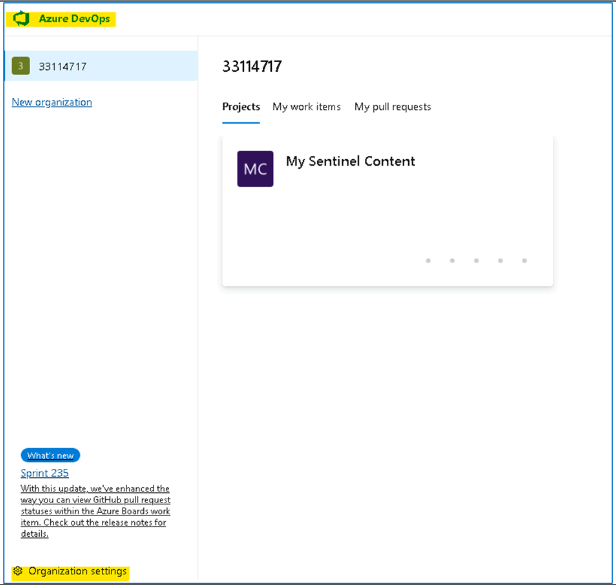 Azure DevOps
3 33114717
New organization
33114717
Projects My work items My pull requests
MC My Sentinel Content
What's new
Sprint 235
With this update, we've enhanced the
way you can view GitHub pull request
statuses within the Azure Boards work
item. Check out the release notes for
details.
Organization settings